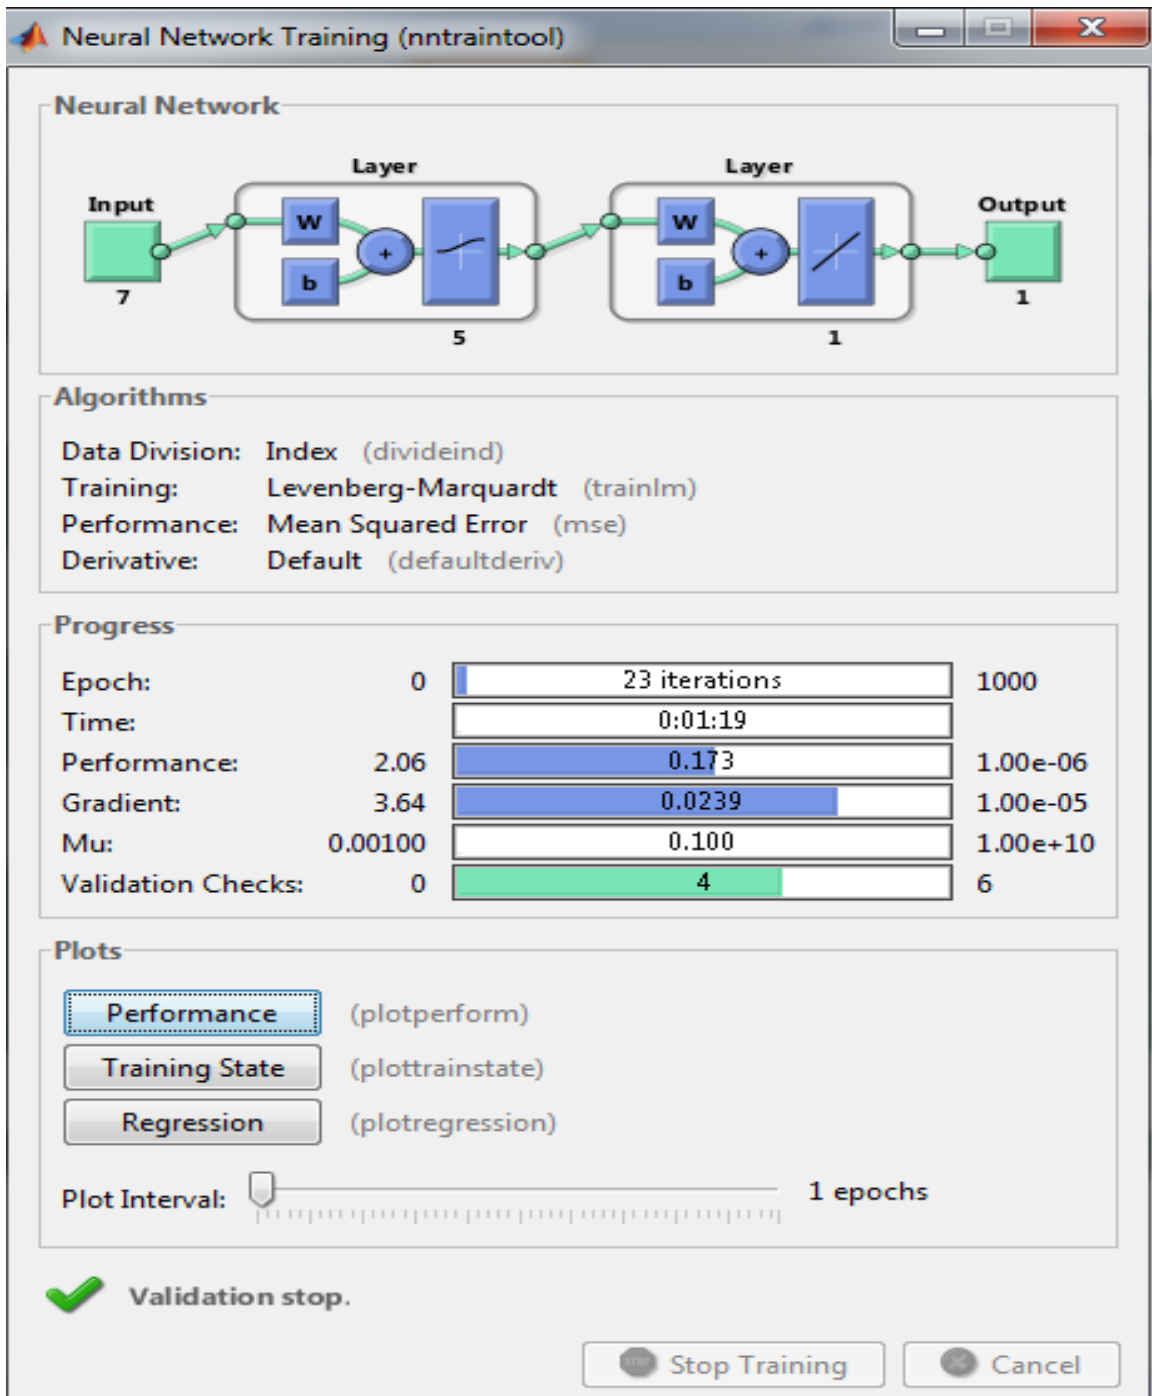 Neural Network Training (nntraintool)
Neural Network
Layer
Layer
Input
Output
W
W
+
+
b
b
7
1
5
1
Algorithms
Data Division: Index (divideind)
Training: Levenberg-Marquardt (trainlm)
Performance: Mean Squared Error (mse)
Derivative: Default (defaultderiv)
Progress
Epoch: 0 23 iterations 1000
Time: 0:01:19
Performance: 2.06 0.173 1.00e-06
Gradient: 3.64 0.0239 1.00e-05
Mu: 0.00100 0.100 1.00e+10
Validation Checks: 0 4 6
Plots
Performance (plotperform)
Training State (plottrainstate)
Regression (plotregression)
Plot Interval: 1 epochs
Validation stop.
STOP Stop Training Cancel